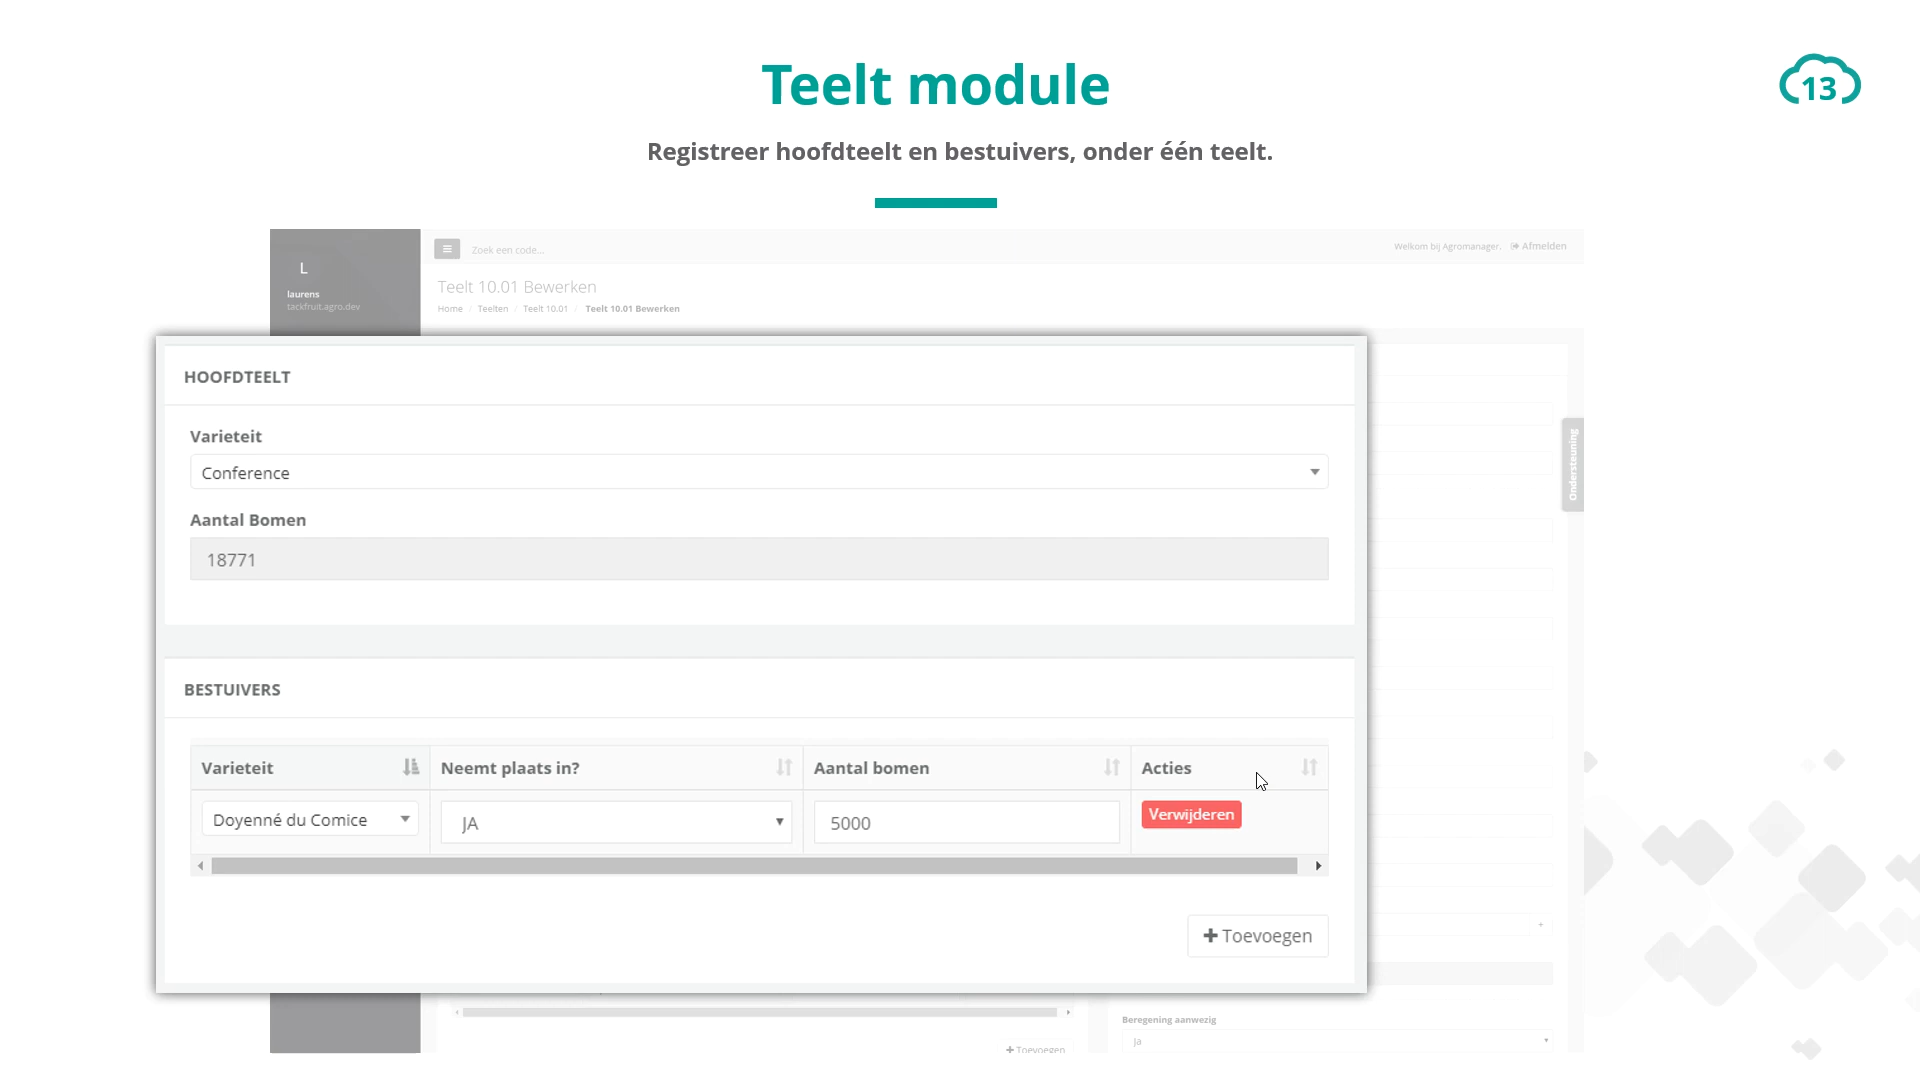 Teelt module
13
Registreer hoofdteelt en bestuivers, onder één teelt.
L
laurens
tackfruit.agro.dev
Zoek een code...
Welkom bij Agromanager.
Afmelden
Teelt 10.01 Bewerken
Home / Teelten / Teelt 10.01 / Teelt 10.01 Bewerken
Ondersteuning
HOOFDTEELT
Varieteit
Conference
Aantal Bomen
18771
BESTUIVERS
Varieteit Neemt plaats in? Aantal bomen Acties
Doyenné du Comice JA 5000 Verwijderen
+ Toevoegen
Beregening aanwezig
Ja
+ Toevoegen